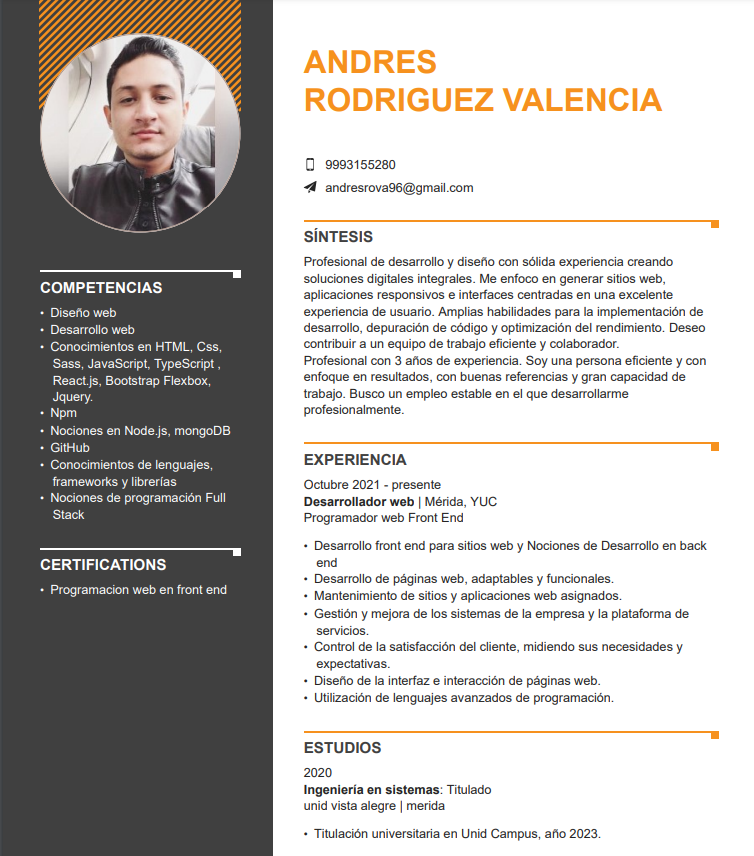 ANDRES
RODRIGUEZ VALENCIA
9993155280
andresrova96@gmail.com
COMPETENCIAS
• Diseño web
• Desarrollo web
• Conocimientos en HTML, Css,
Sass, JavaScript, TypeScript ,
React.js, Bootstrap Flexbox,
Jquery.
• Npm
• Nociones en Node.js, mongoDB
• GitHub
• Conocimientos de lenguajes,
frameworks y librerías
• Nociones de programación Full
Stack
CERTIFICATIONS
• Programacion web en front end
SÍNTESIS
Profesional de desarrollo y diseño con sólida experiencia creando
soluciones digitales integrales. Me enfoco en generar sitios web,
aplicaciones responsivos e interfaces centradas en una excelente
experiencia de usuario. Amplias habilidades para la implementación de
desarrollo, depuración de código y optimización del rendimiento. Deseo
contribuir a un equipo de trabajo eficiente y colaborador.
Profesional con 3 años de experiencia. Soy una persona eficiente y con
enfoque en resultados, con buenas referencias y gran capacidad de
trabajo. Busco un empleo estable en el que desarrollarme
profesionalmente.
EXPERIENCIA
Octubre 2021 - presente
Desarrollador web | Mérida, YUC
Programador web Front End
• Desarrollo front end para sitios web y Nociones de Desarrollo en back
end
• Desarrollo de páginas web, adaptables y funcionales.
• Mantenimiento de sitios y aplicaciones web asignados.
• Gestión y mejora de los sistemas de la empresa y la plataforma de
servicios.
• Control de la satisfacción del cliente, midiendo sus necesidades y
expectativas.
• Diseño de la interfaz e interacción de páginas web.
• Utilización de lenguajes avanzados de programación.
ESTUDIOS
2020
Ingeniería en sistemas: Titulado
unid vista alegre | merida
• Titulación universitaria en Unid Campus, año 2023.